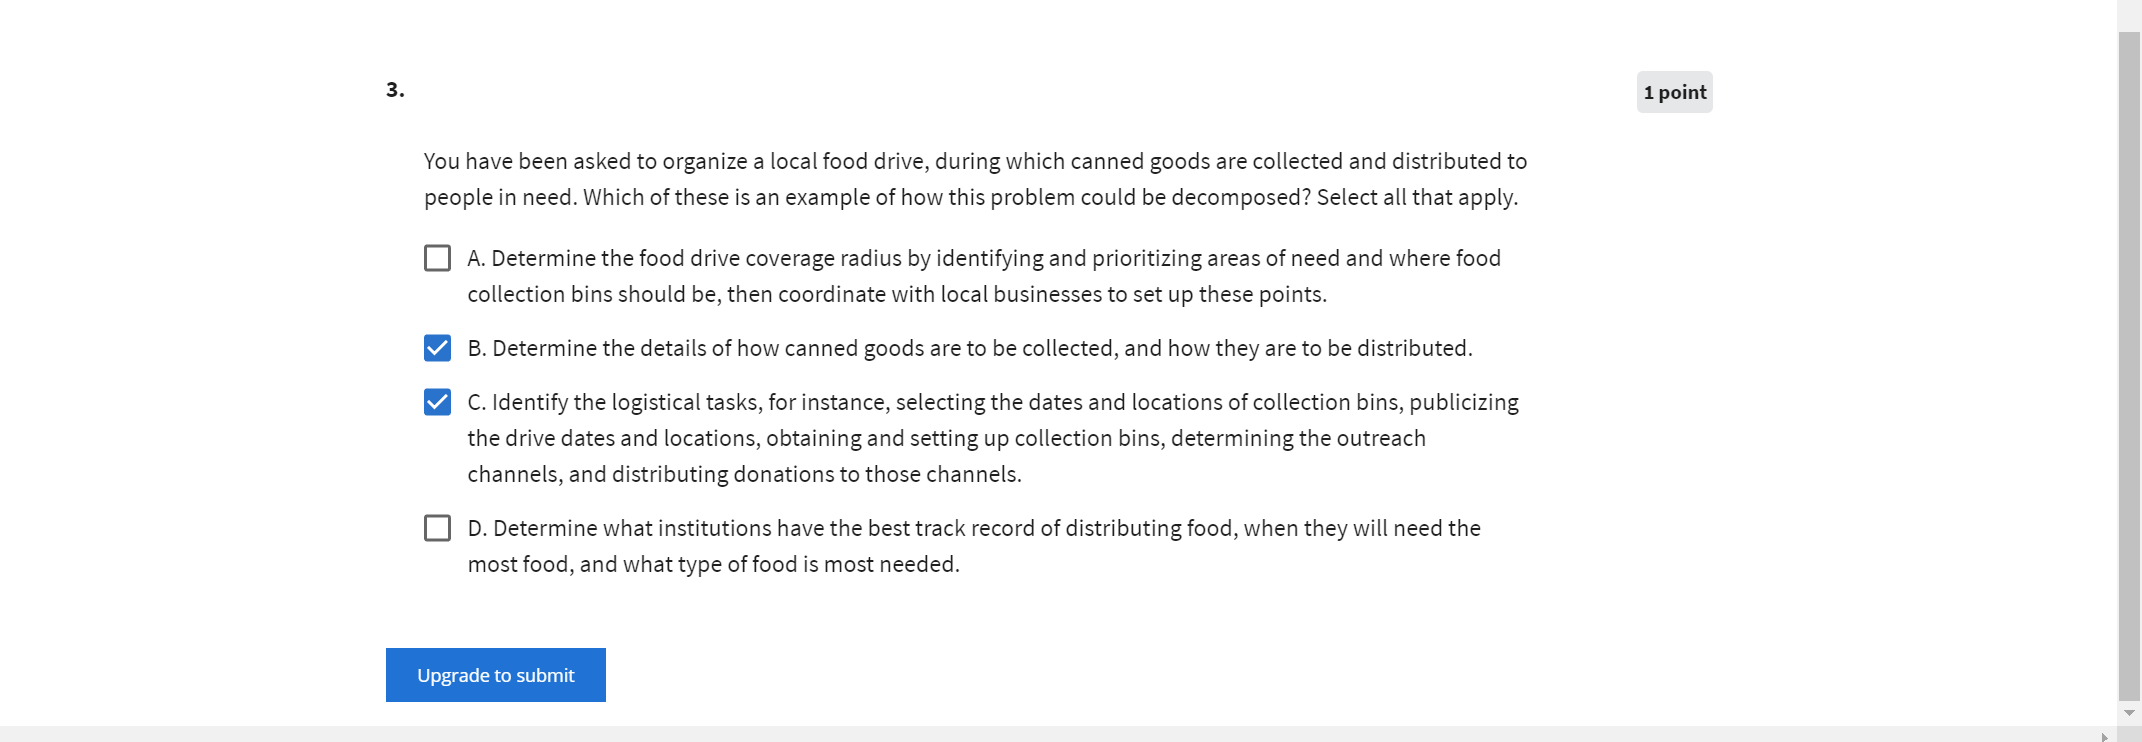 3.
1 point
You have been asked to organize a local food drive, during which canned goods are collected and distributed to
people in need. Which of these is an example of how this problem could be decomposed? Select all that apply.
A. Determine the food drive coverage radius by identifying and prioritizing areas of need and where food
collection bins should be, then coordinate with local businesses to set up these points.
B. Determine the details of how canned goods are to be collected, and how they are to be distributed.
C. Identify the logistical tasks, for instance, selecting the dates and locations of collection bins, publicizing
the drive dates and locations, obtaining and setting up collection bins, determining the outreach
channels, and distributing donations to those channels.
D. Determine what institutions have the best track record of distributing food, when they will need the
most food, and what type of food is most needed.
Upgrade to submit